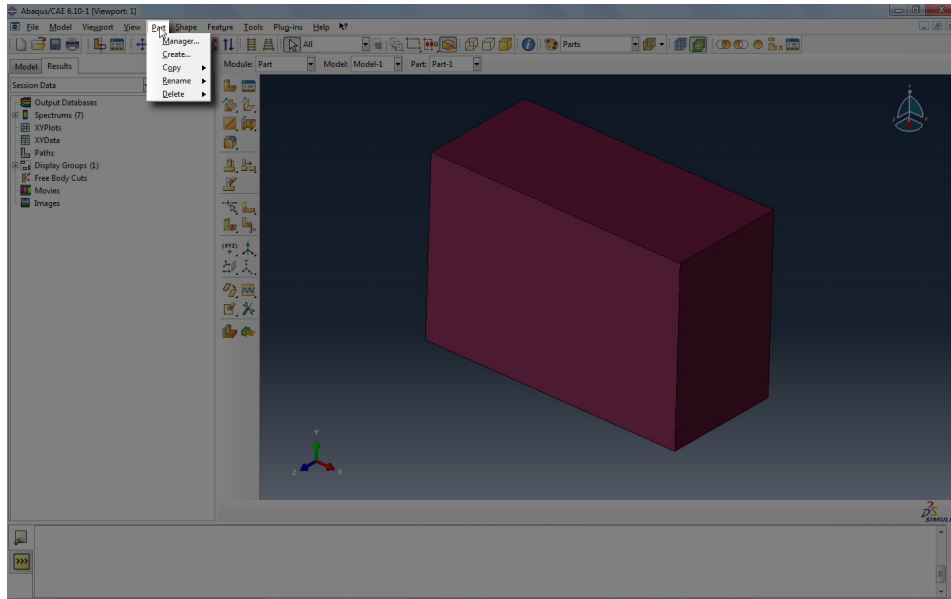 Abaqus/CAE 6.10-1 [Viewport: 1]
File Model Viewport View Part Shape Feature Tools Plug-ins Help
Manager...
Create...
Copy
Rename
Delete
All
Parts
Model Results
Module: Part Model: Model-1 Part: Part-1
Session Data
Output Databases
Spectrums (7)
XYPlots
XYData
Paths
Display Groups (1)
Free Body Cuts
Movies
Images
(XYZ)
Y
Z
X
SIMULI
>>>